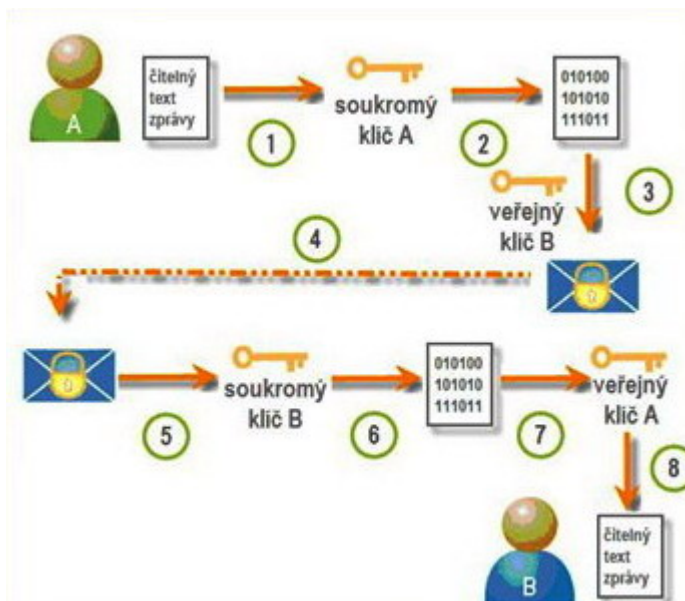 čitelný
text
zprávy
A
1
soukromý
klíč A
2
010100
101010
111011
veřejný
klíč B
3
4
5
soukromý
klíč B
6
010100
101010
111011
7
veřejný
klíč A
8
B
čitelný
text
zprávy